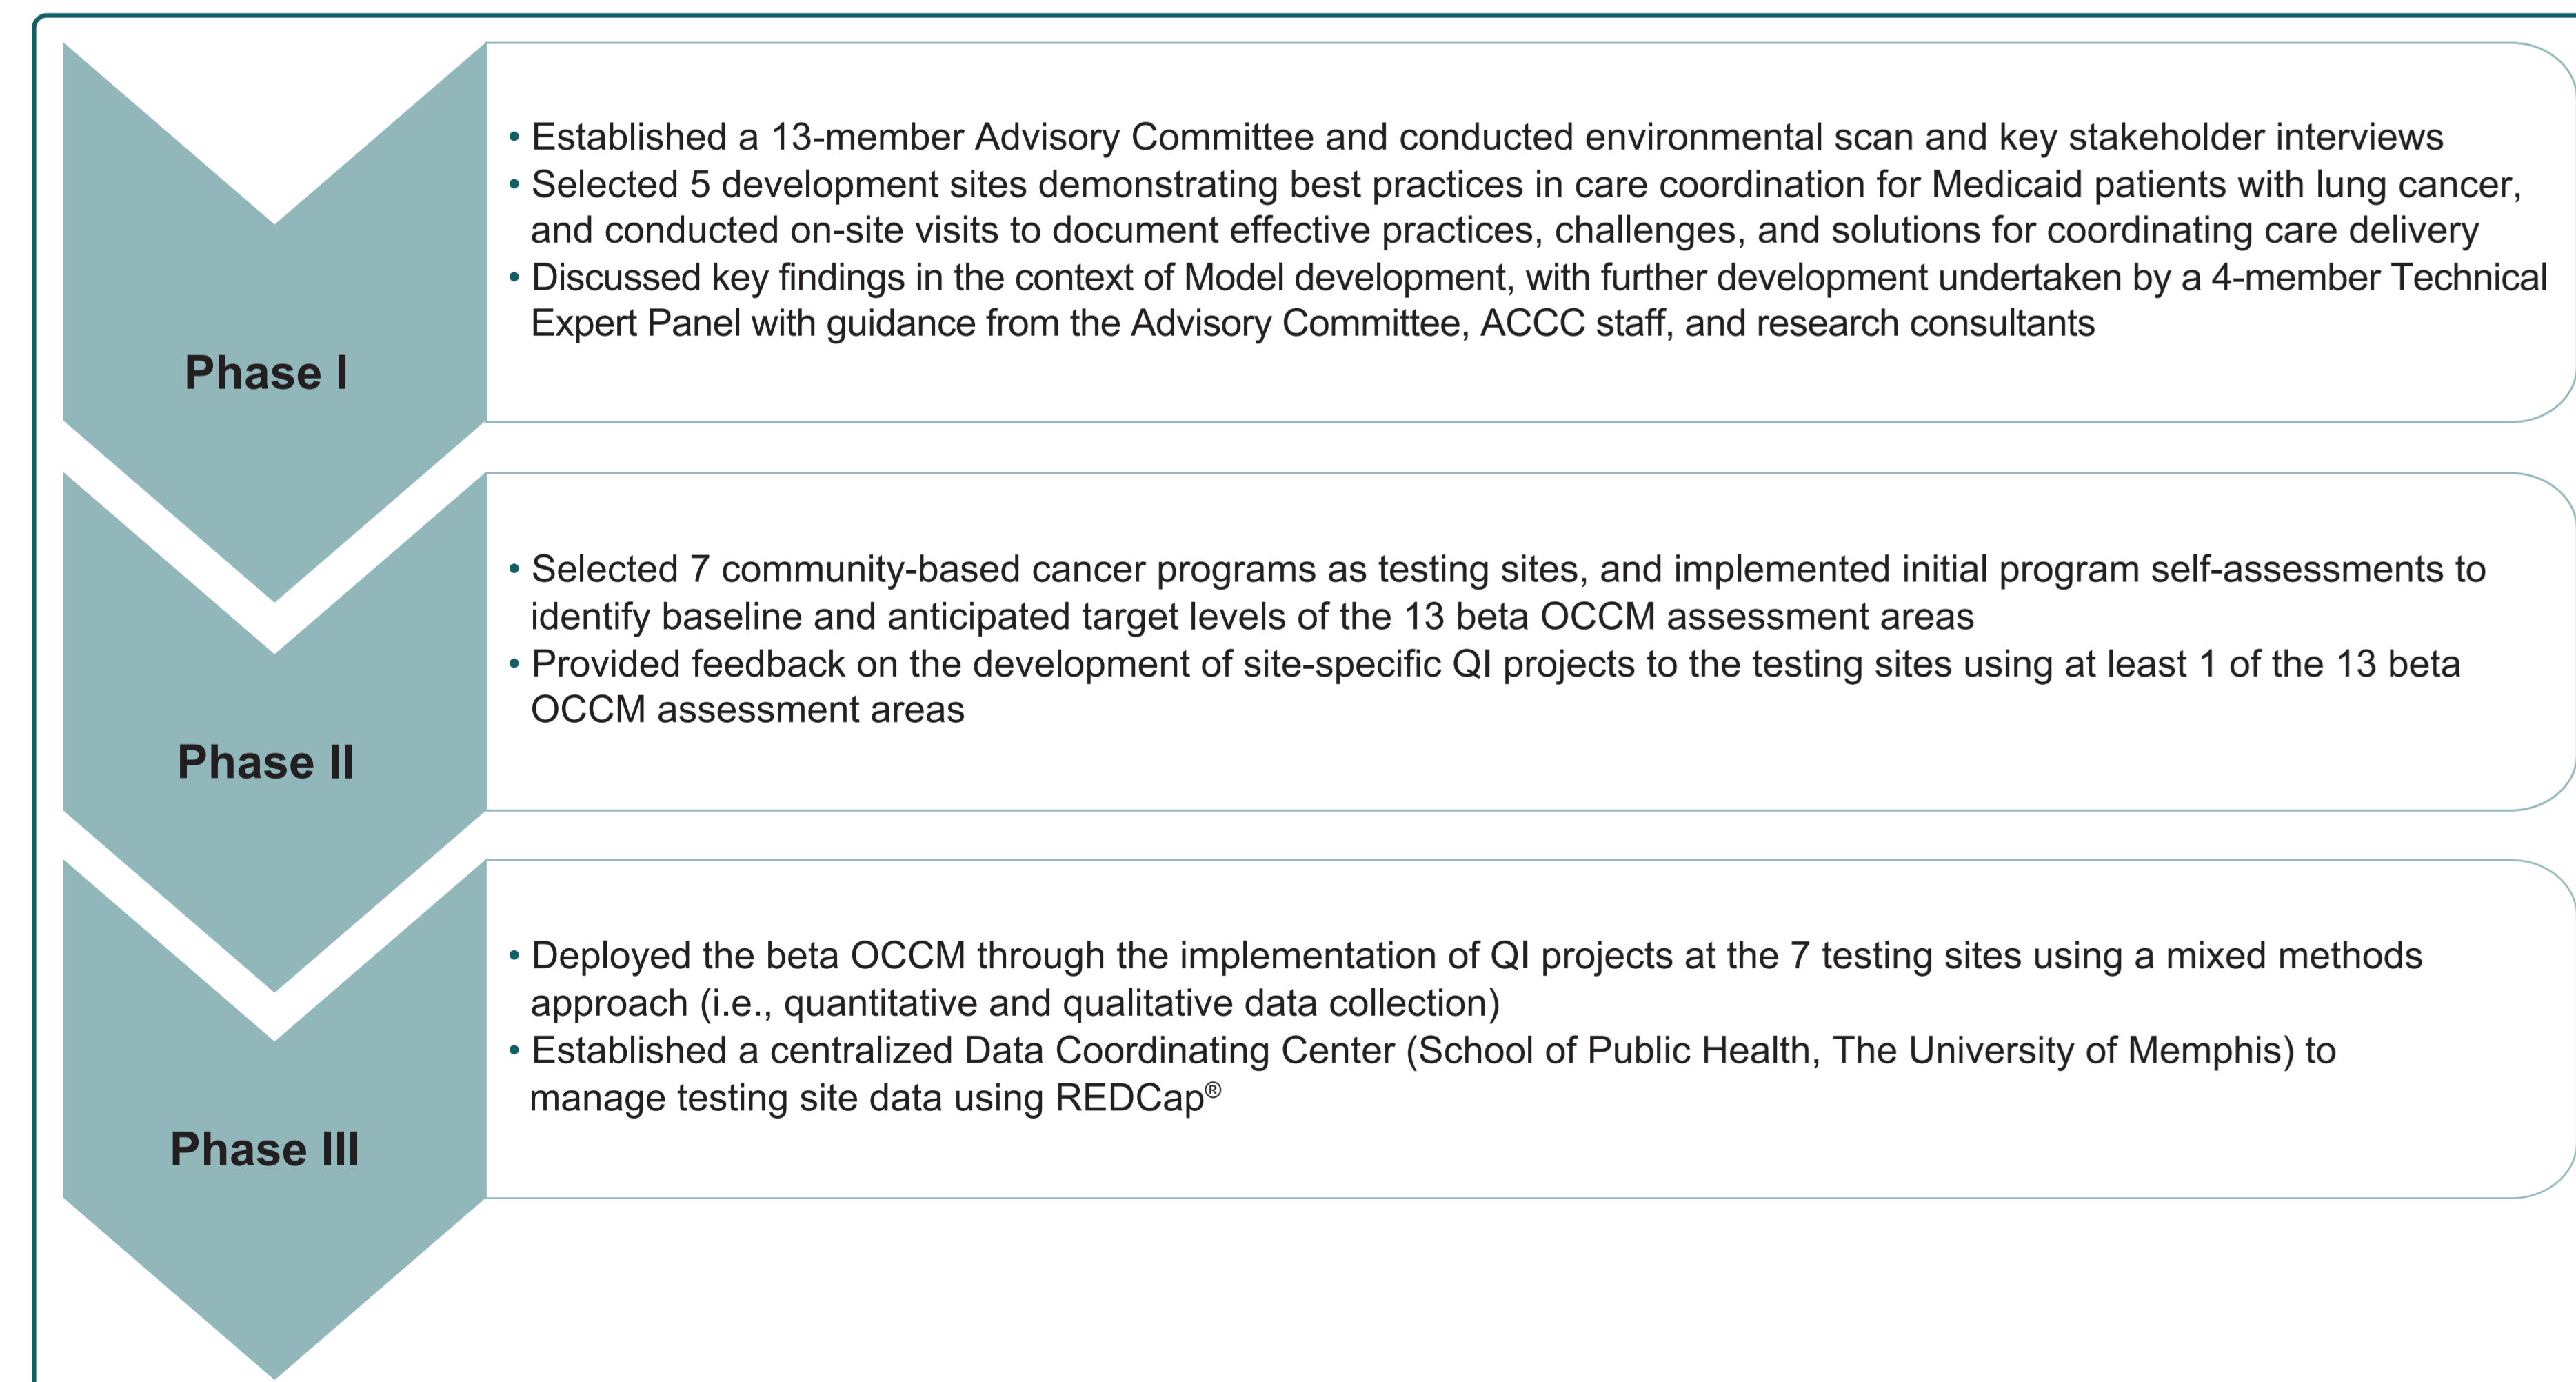 • Established a 13-member Advisory Committee and conducted environmental scan and key stakeholder interviews
• Selected 5 development sites demonstrating best practices in care coordination for Medicaid patients with lung cancer,
and conducted on-site visits to document effective practices, challenges, and solutions for coordinating care delivery
• Discussed key findings in the context of Model development, with further development undertaken by a 4-member Technical
Expert Panel with guidance from the Advisory Committee, ACCC staff, and research consultants
Phase I
• Selected 7 community-based cancer programs as testing sites, and implemented initial program self-assessments to
identify baseline and anticipated target levels of the 13 beta OCCM assessment areas
• Provided feedback on the development of site-specific QI projects to the testing sites using at least 1 of the 13 beta
OCCM assessment areas
Phase II
• Deployed the beta OCCM through the implementation of QI projects at the 7 testing sites using a mixed methods
approach (i.e., quantitative and qualitative data collection)
• Established a centralized Data Coordinating Center (School of Public Health, The University of Memphis) to
manage testing site data using REDCap®
Phase III